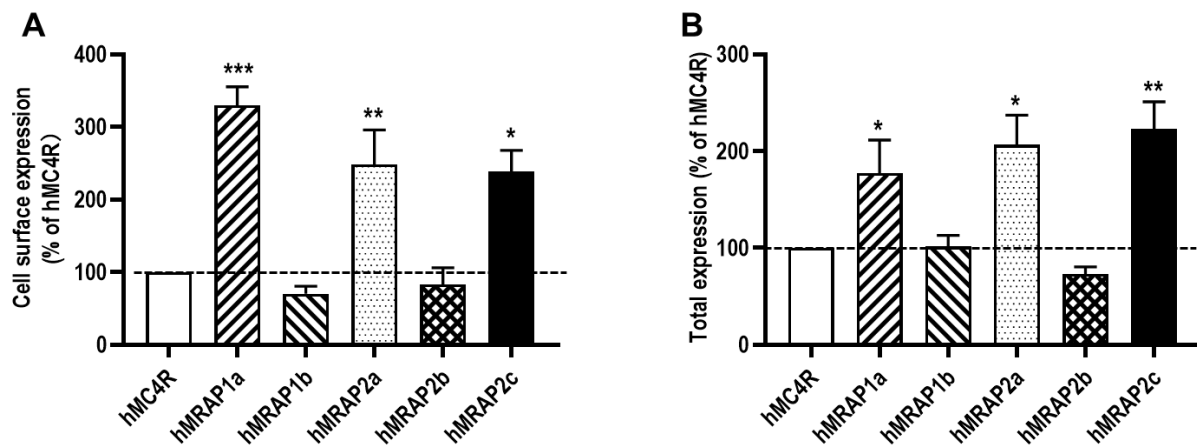 A
Cell surface expression
(% of hMC4R)
400
300
200
100
0
***
**
*
hMC4R
hMRAP1a
hMRAP1b
hMRAP2a
hMRAP2b
hMRAP2c
B
Total expression (% of hMC4R)
300
200
100
0
*
*
**
hMC4R
hMRAP1a
hMRAP1b
hMRAP2a
hMRAP2b
hMRAP2c